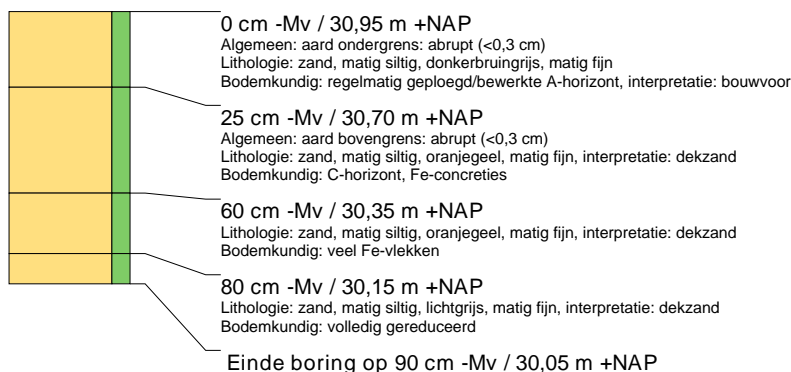 0 cm -Mv / 30,95 m +NAP
Algemeen: aard ondergrens: abrupt (<0,3 cm)
Lithologie: zand, matig siltig, donkerbruingrijs, matig fijn
Bodemkundig: regelmatig geploegd/bewerkte A-horizont, interpretatie: bouwvoor
25 cm -Mv / 30,70 m +NAP
Algemeen: aard bovengrens: abrupt (<0,3 cm)
Lithologie: zand, matig siltig, oranjegeel, matig fijn, interpretatie: dekzand
Bodemkundig: C-horizont, Fe-concreties
60 cm -Mv / 30,35 m +NAP
Lithologie: zand, matig siltig, oranjegeel, matig fijn, interpretatie: dekzand
Bodemkundig: veel Fe-vlekken
80 cm -Mv / 30,15 m +NAP
Lithologie: zand, matig siltig, lichtgrijs, matig fijn, interpretatie: dekzand
Bodemkundig: volledig gereduceerd
Einde boring op 90 cm -Mv / 30,05 m +NAP